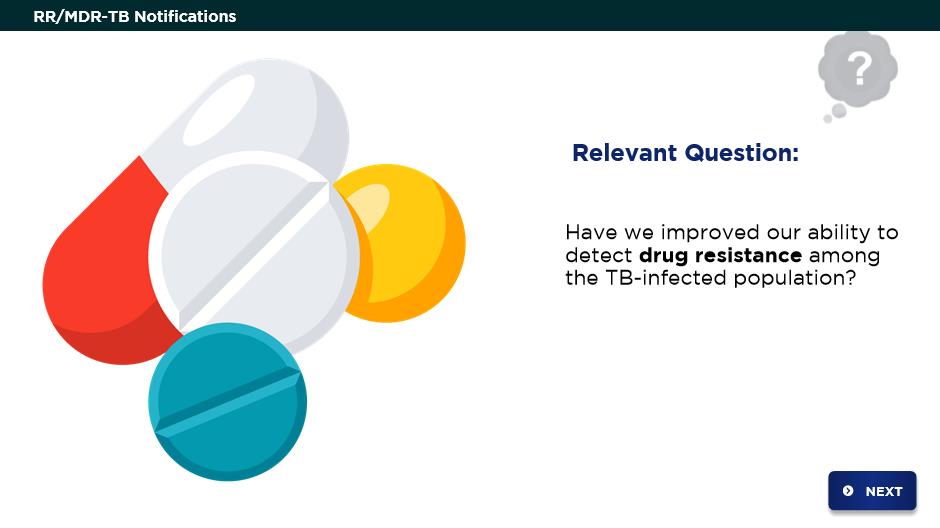 RR/MDR-TB Notifications
?
Relevant Question:
Have we improved our ability to
detect drug resistance among
the TB-infected population?
NEXT